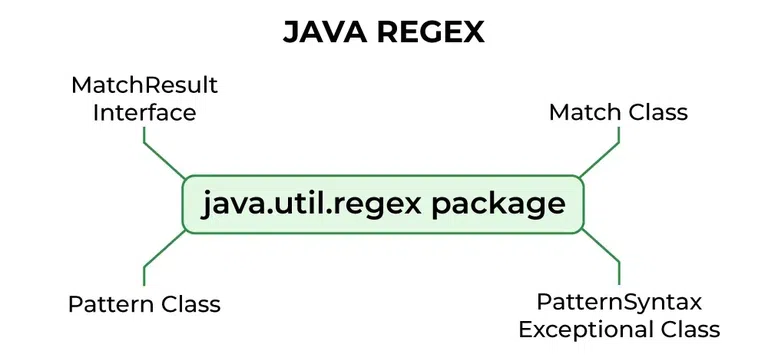 JAVA REGEX
MatchResult
Interface
Match Class
java.util.regex package
Pattern Class
PatternSyntax
Exceptional Class